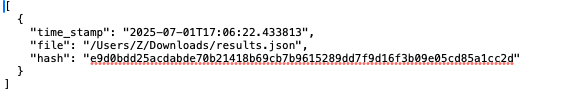 [
  {
    "time_stamp": "2025-07-01T17:06:22.433813",
    "file": "/Users/Z/Downloads/results.json",
    "hash": "e9d0bdd25acdabde70b21418b69cb7b9615289dd7f9d16f3b09e05cd85a1cc2d"
  }
]